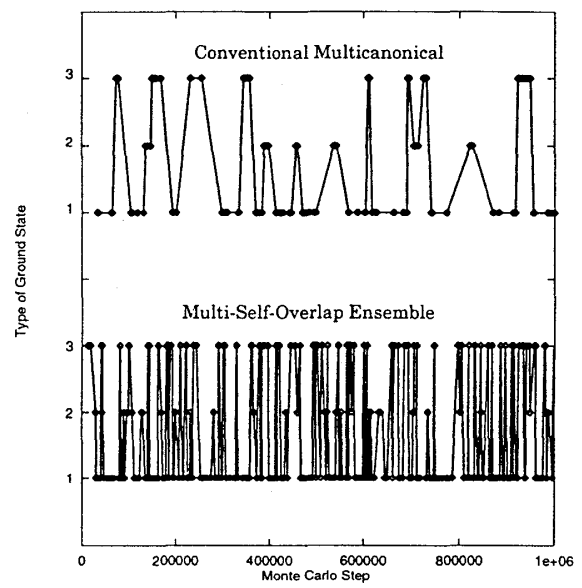 Conventional Multicanonical
3
2
1
Type of Ground State
Multi-Self-Overlap Ensemble
3
2
1
0 200000 400000 600000 800000 1e+06
Monte Carlo Step